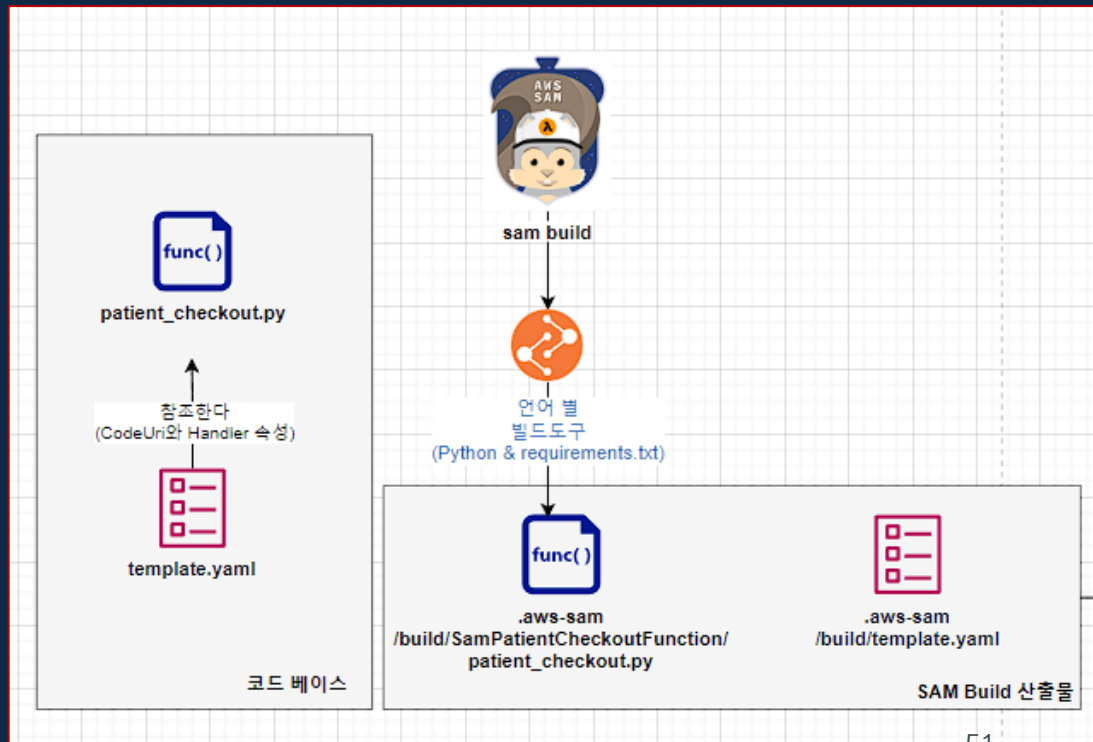 AWS
SAM
λ
sam build
func( )
patient_checkout.py
참조한다
(CodeUri와 Handler 속성)
template.yaml
코드 베이스
언어 별
빌드도구
(Python & requirements.txt)
func( )
.aws-sam
/build/SamPatientCheckoutFunction/
patient_checkout.py
.aws-sam
/build/template.yaml
SAM Build 산출물
51